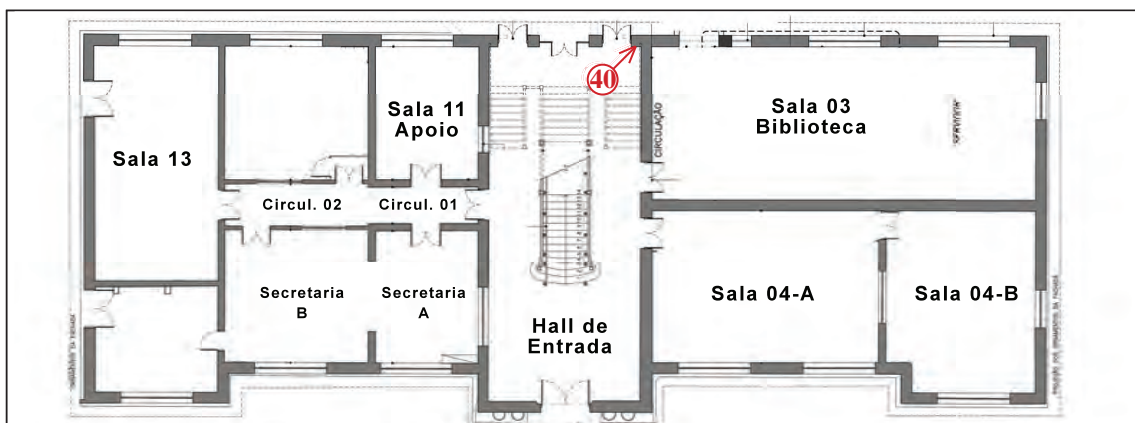 40
Sala 11
Apoio
Sala 03
Biblioteca
CIRCULAÇÃO
Sala 13
Circul. 02
Circul. 01
Secretaria
B
Secretaria
A
Sala 04-A
Sala 04-B
Hall de
Entrada